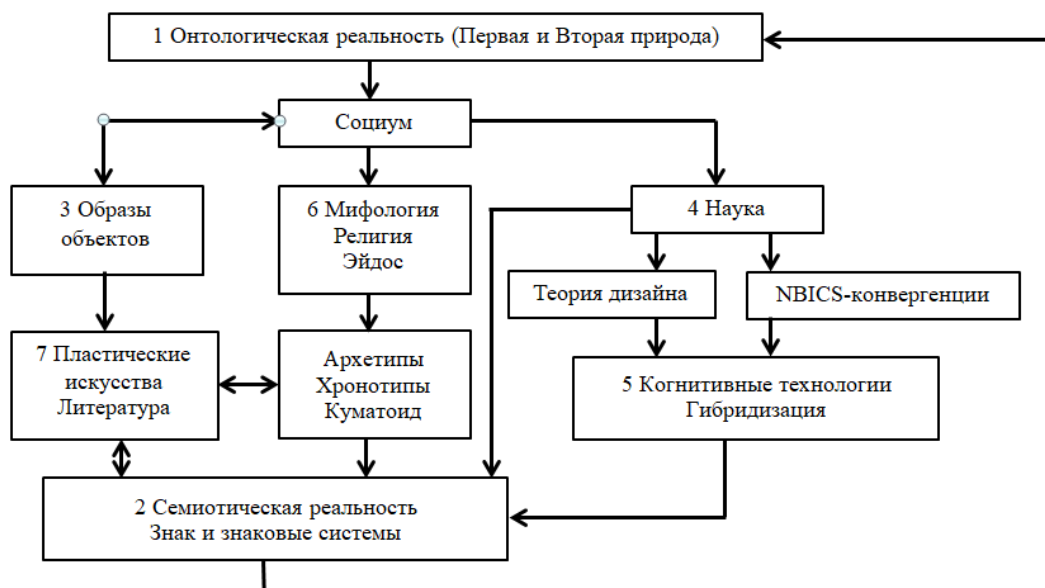 1 Онтологическая реальность (Первая и Вторая природа)
Социум
3 Образы
объектов
6 Мифология
Религия
Эйдос
4 Наука
Теория дизайна
NBICS-конвергенции
7 Пластические
искусства
Литература
Архетипы
Хронотипы
Куматоид
5 Когнитивные технологии
Гибридизация
2 Семиотическая реальность
Знак и знаковые системы